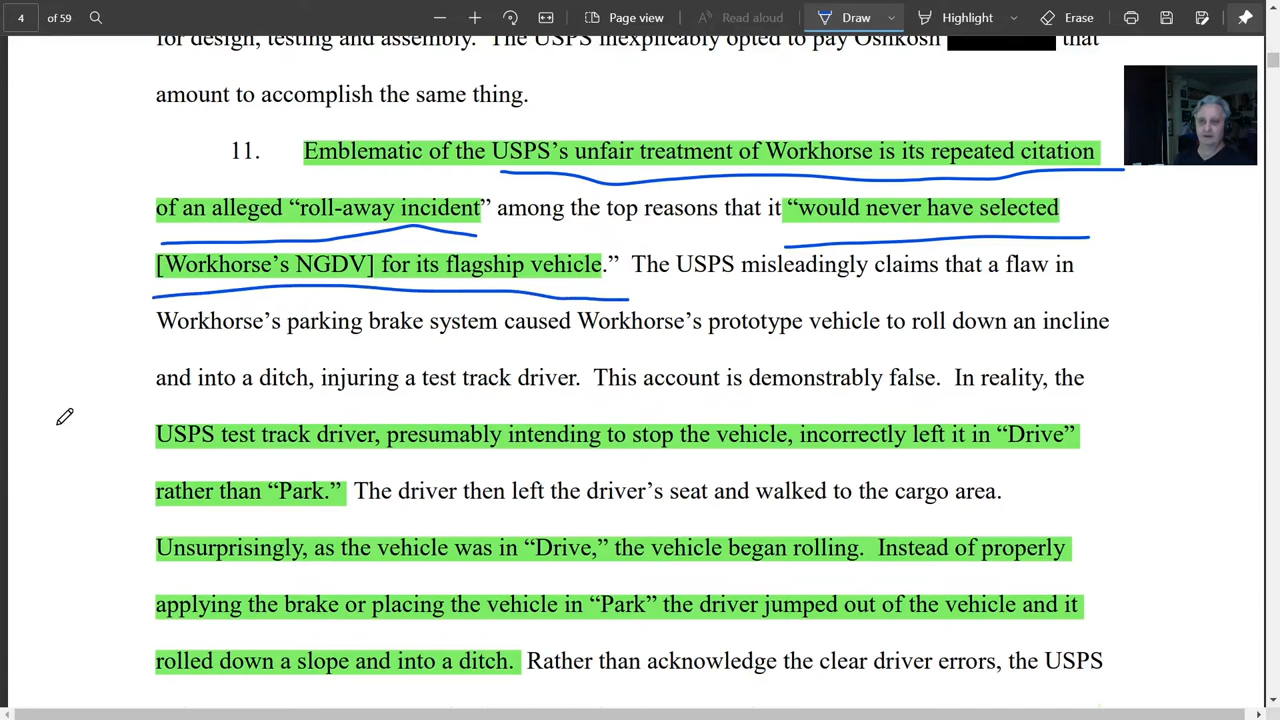 4 of 59 Page view Read aloud Draw Highlight Erase
for design, testing and assembly. The USPS inexplicably opted to pay Oshkosh that
amount to accomplish the same thing.
11. Emblematic of the USPS’s unfair treatment of Workhorse is its repeated citation
of an alleged “roll-away incident” among the top reasons that it “would never have selected
[Workhorse’s NGDV] for its flagship vehicle.” The USPS misleadingly claims that a flaw in
Workhorse’s parking brake system caused Workhorse’s prototype vehicle to roll down an incline
and into a ditch, injuring a test track driver. This account is demonstrably false. In reality, the
USPS test track driver, presumably intending to stop the vehicle, incorrectly left it in “Drive”
rather than “Park.” The driver then left the driver’s seat and walked to the cargo area.
Unsurprisingly, as the vehicle was in “Drive,” the vehicle began rolling. Instead of properly
applying the brake or placing the vehicle in “Park” the driver jumped out of the vehicle and it
rolled down a slope and into a ditch. Rather than acknowledge the clear driver errors, the USPS